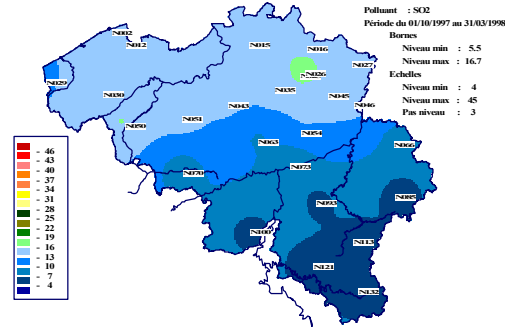 Polluant : SO2
Période du 01/10/1997 au 31/03/1998
Bornes
Niveau min : 5.5
Niveau max : 16.7
Echelles
Niveau min : 4
Niveau max : 45
Pas niveau : 3
N002
N012
N015
N016
N027
N029
N026
N035
N030
N045
N043
N046
N051
N050
N054
N063
N066
N073
N070
N085
N093
N100
N113
N121
N132
- 46
- 43
- 40
- 37
- 34
- 31
- 28
- 25
- 22
- 19
- 16
- 13
- 10
- 7
- 4